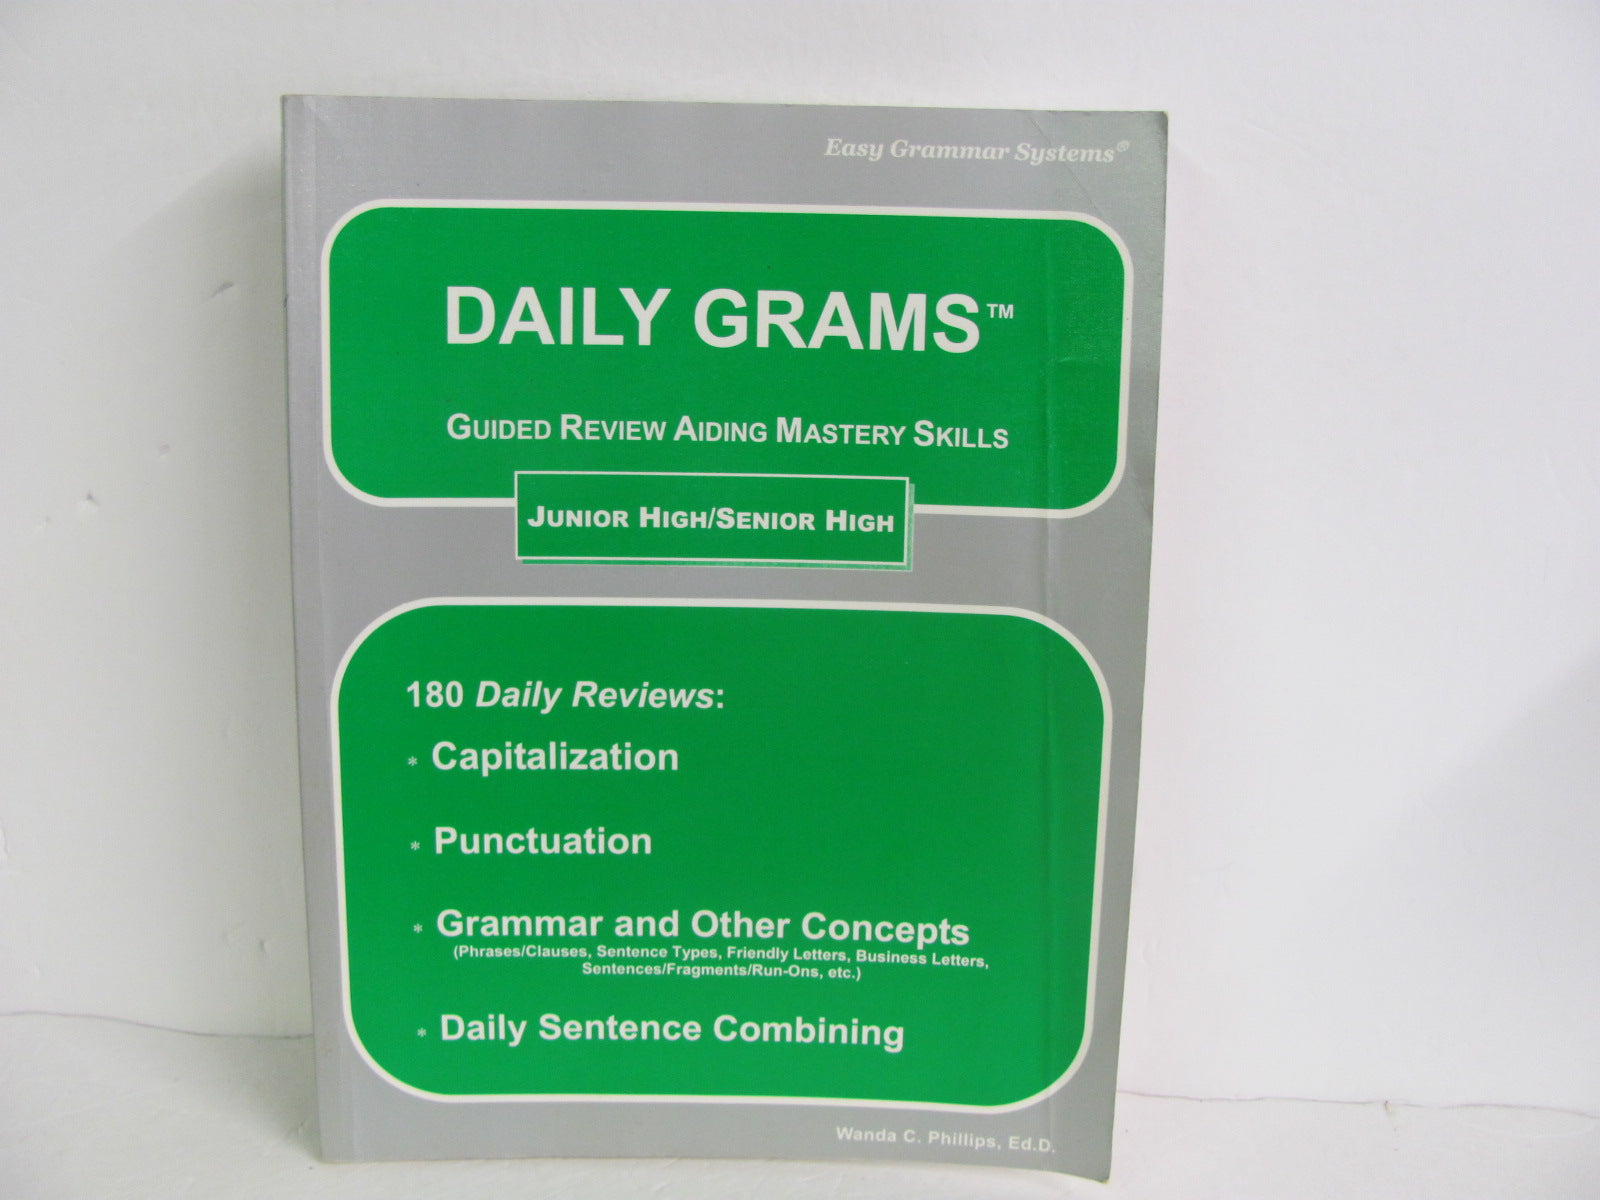 Easy Grammar Systems®
DAILY GRAMS™
GUIDED REVIEW AIDING MASTERY SKILLS
JUNIOR HIGH/SENIOR HIGH
180 Daily Reviews:
* Capitalization
* Punctuation
* Grammar and Other Concepts
(Phrases/Clauses, Sentence Types, Friendly Letters, Business Letters,
Sentences/Fragments/Run-Ons, etc.)
* Daily Sentence Combining
Wanda C. Phillips, Ed.D.